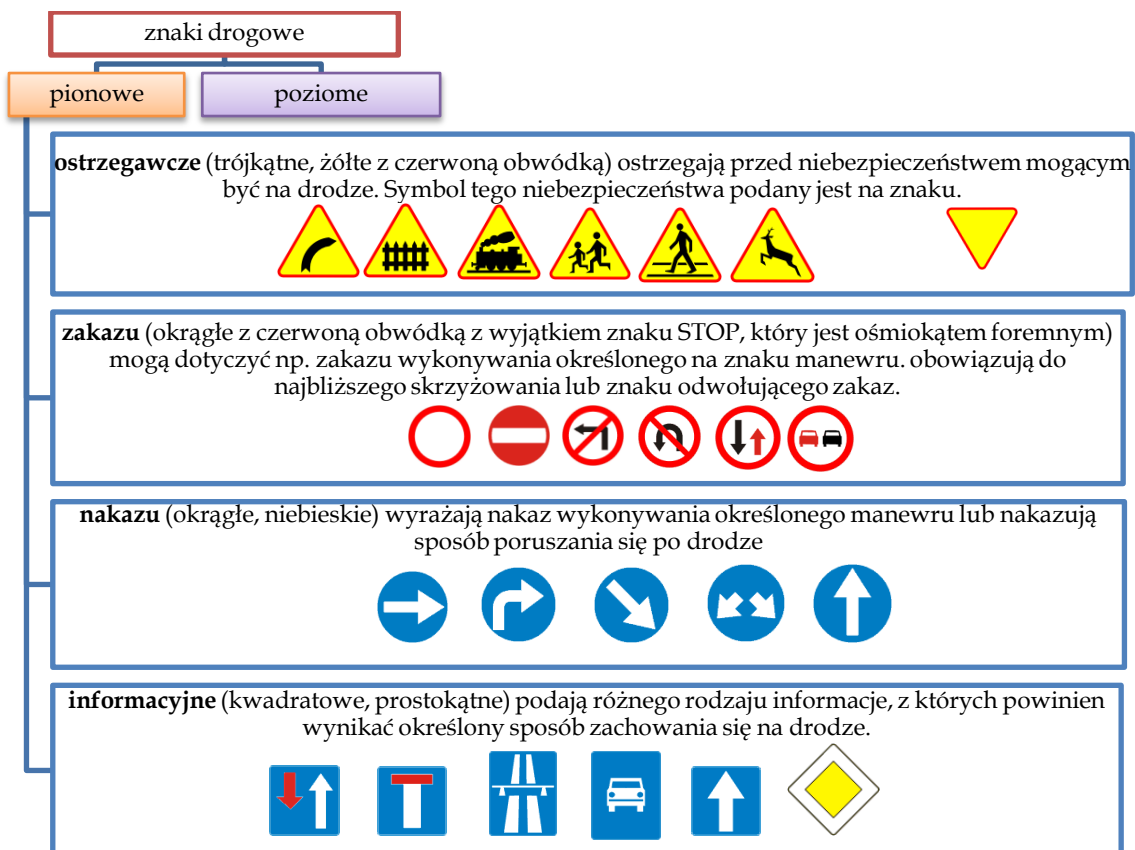 znaki drogowe
pionowe
poziome
ostrzegawcze (trójkątne, żółte z czerwoną obwódką) ostrzegają przed niebezpieczeństwem mogącym
być na drodze. Symbol tego niebezpieczeństwa podany jest na znaku.
zakazu (okrągłe z czerwoną obwódką z wyjątkiem znaku STOP, który jest ośmiokątem foremnym)
mogą dotyczyć np. zakazu wykonywania określonego na znaku manewru. obowiązują do
najbliższego skrzyżowania lub znaku odwołującego zakaz.
nakazu (okrągłe, niebieskie) wyrażają nakaz wykonywania określonego manewru lub nakazują
sposób poruszania się po drodze
informacyjne (kwadratowe, prostokątne) podają różnego rodzaju informacje, z których powinien
wynikać określony sposób zachowania się na drodze.